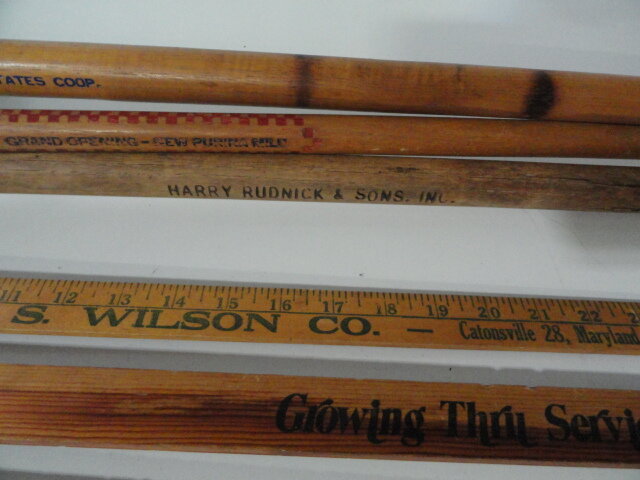 TATES COOP.
GRAND OPENING - NEW PURINA MILL
HARRY RUDNICK & SONS. INC.
11 12 13 14 15 16 17 18 19 20 21 22
S. WILSON CO. — Catonsville 28, Maryland
Growing Thru Servi